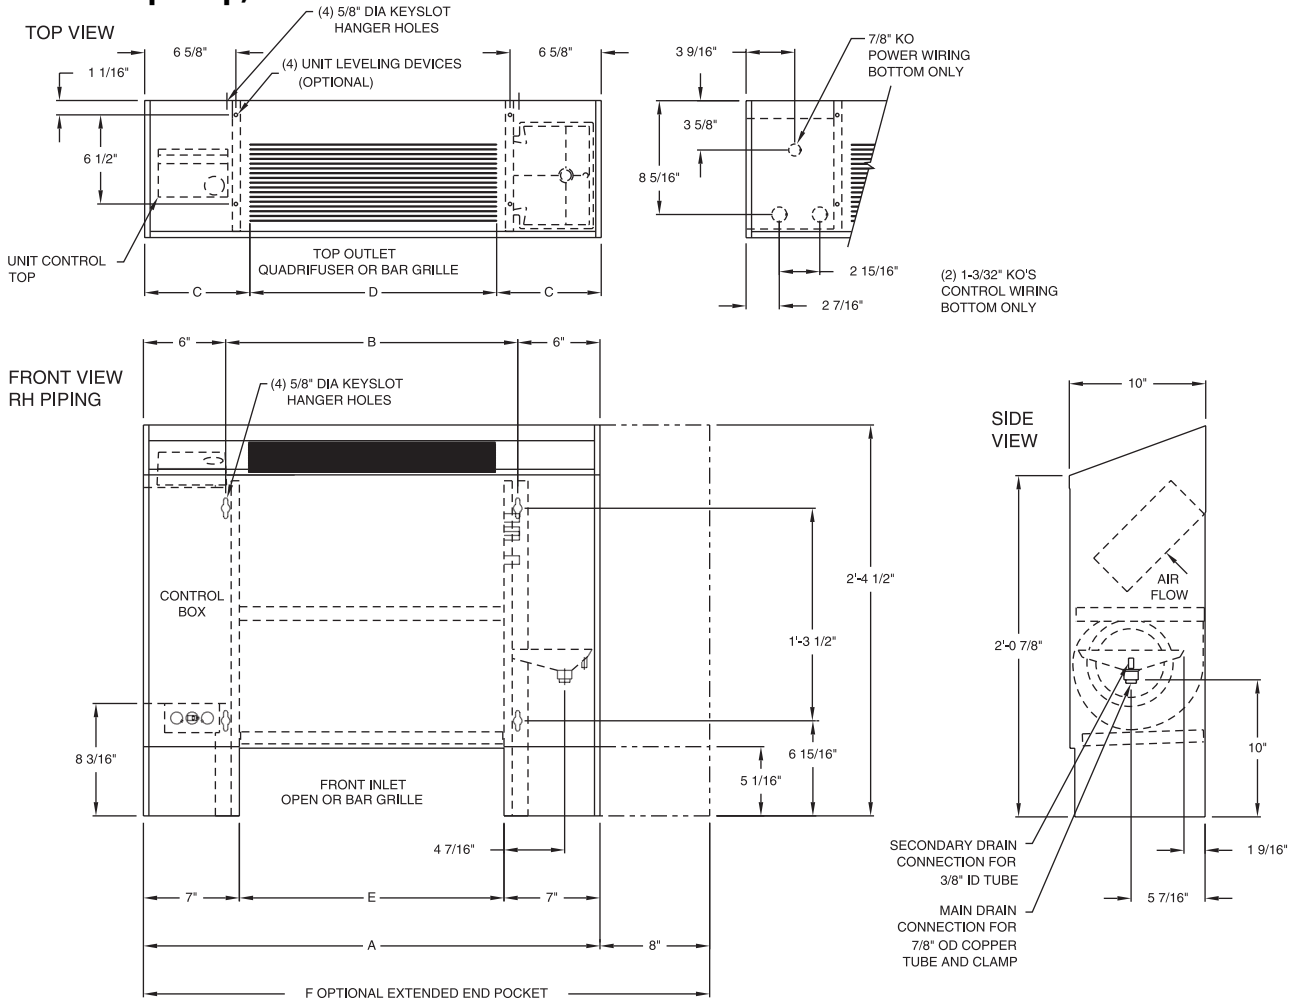 (4) 5/8" DIA KEYSLOT
HANGER HOLES
TOP VIEW
6 5/8"
6 5/8"
3 9/16"
7/8" KO
POWER WIRING
BOTTOM ONLY
1 1/16"
(4) UNIT LEVELING DEVICES
(OPTIONAL)
3 5/8"
6 1/2"
8 5/16"
UNIT CONTROL
TOP
TOP OUTLET
QUADRIFUSER OR BAR GRILLE
C
D
C
2 15/16"
2 7/16"
(2) 1-3/32" KO'S
CONTROL WIRING
BOTTOM ONLY
6"
B
6"
FRONT VIEW
RH PIPING
(4) 5/8" DIA KEYSLOT
HANGER HOLES
10"
SIDE
VIEW
2'-4 1/2"
AIR
FLOW
CONTROL
BOX
1'-3 1/2"
2'-0 7/8"
8 3/16"
6 15/16"
5 1/16"
10"
FRONT INLET
OPEN OR BAR GRILLE
4 7/16"
SECONDARY DRAIN
CONNECTION FOR
3/8" ID TUBE
1 9/16"
7"
E
7"
5 7/16"
MAIN DRAIN
CONNECTION FOR
7/8" OD COPPER
TUBE AND CLAMP
A
8"
F OPTIONAL EXTENDED END POCKET